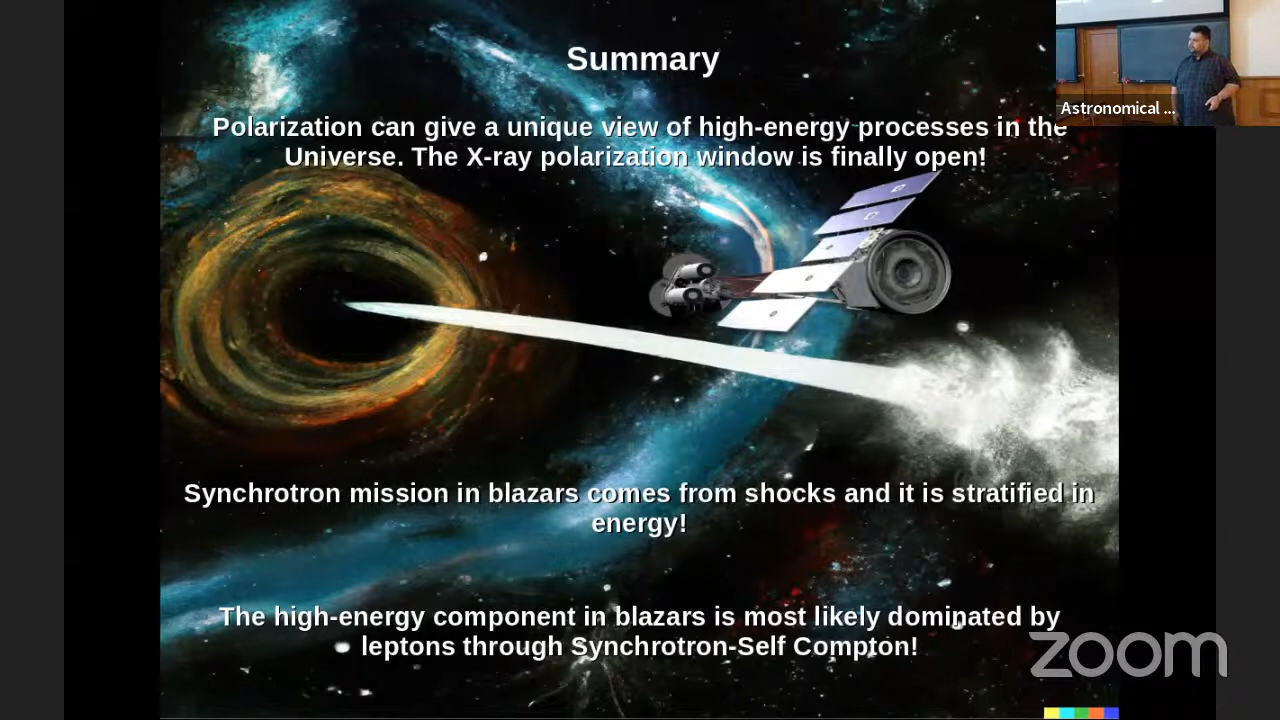 Summary
Astronomical ...
Polarization can give a unique view of high-energy processes in the
Universe. The X-ray polarization window is finally open!
Synchrotron mission in blazars comes from shocks and it is stratified in
energy!
The high-energy component in blazars is most likely dominated by
leptons through Synchrotron-Self Compton!
zoom